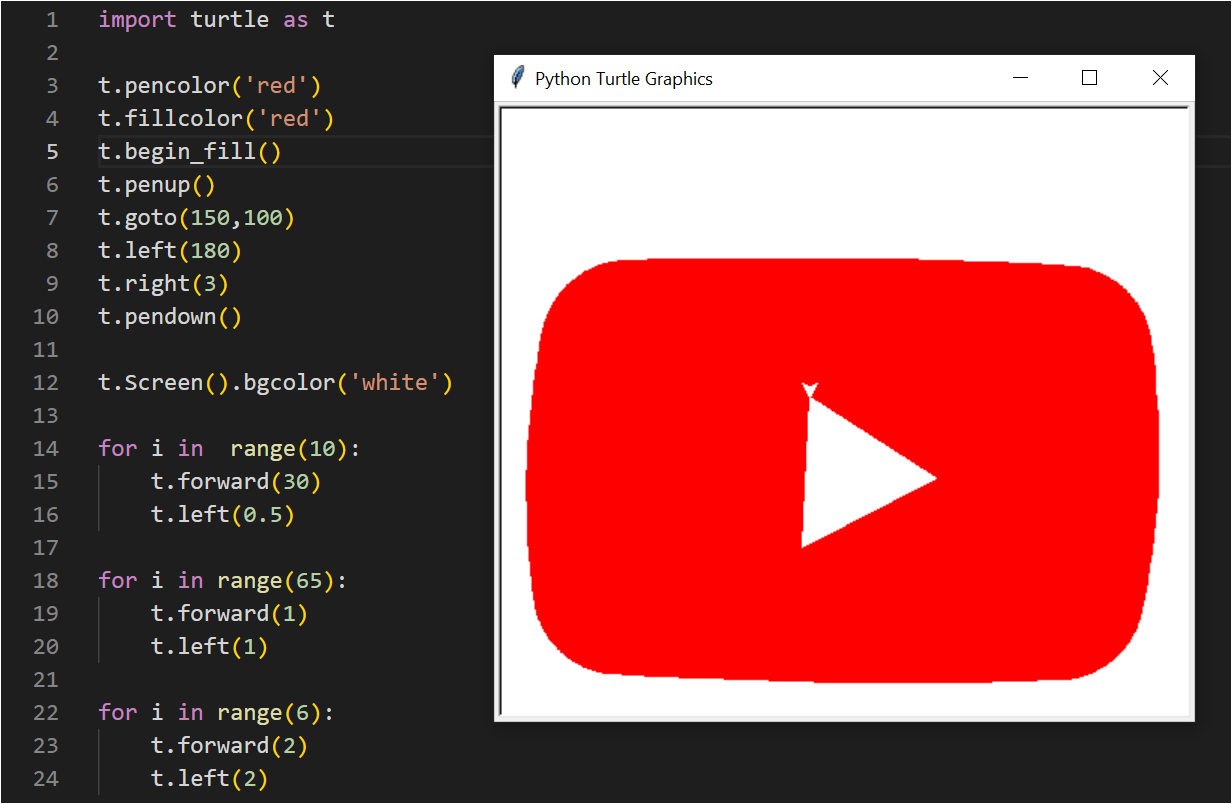 1 import turtle as t
2
3 t.pencolor('red')
4 t.fillcolor('red')
5 t.begin_fill()
6 t.penup()
7 t.goto(150,100)
8 t.left(180)
9 t.right(3)
10 t.pendown()
11
12 t.Screen().bgcolor('white')
13
14 for i in  range(10):
15     t.forward(30)
16     t.left(0.5)
17
18 for i in range(65):
19     t.forward(1)
20     t.left(1)
21
22 for i in range(6):
23     t.forward(2)
24     t.left(2)
Python Turtle Graphics